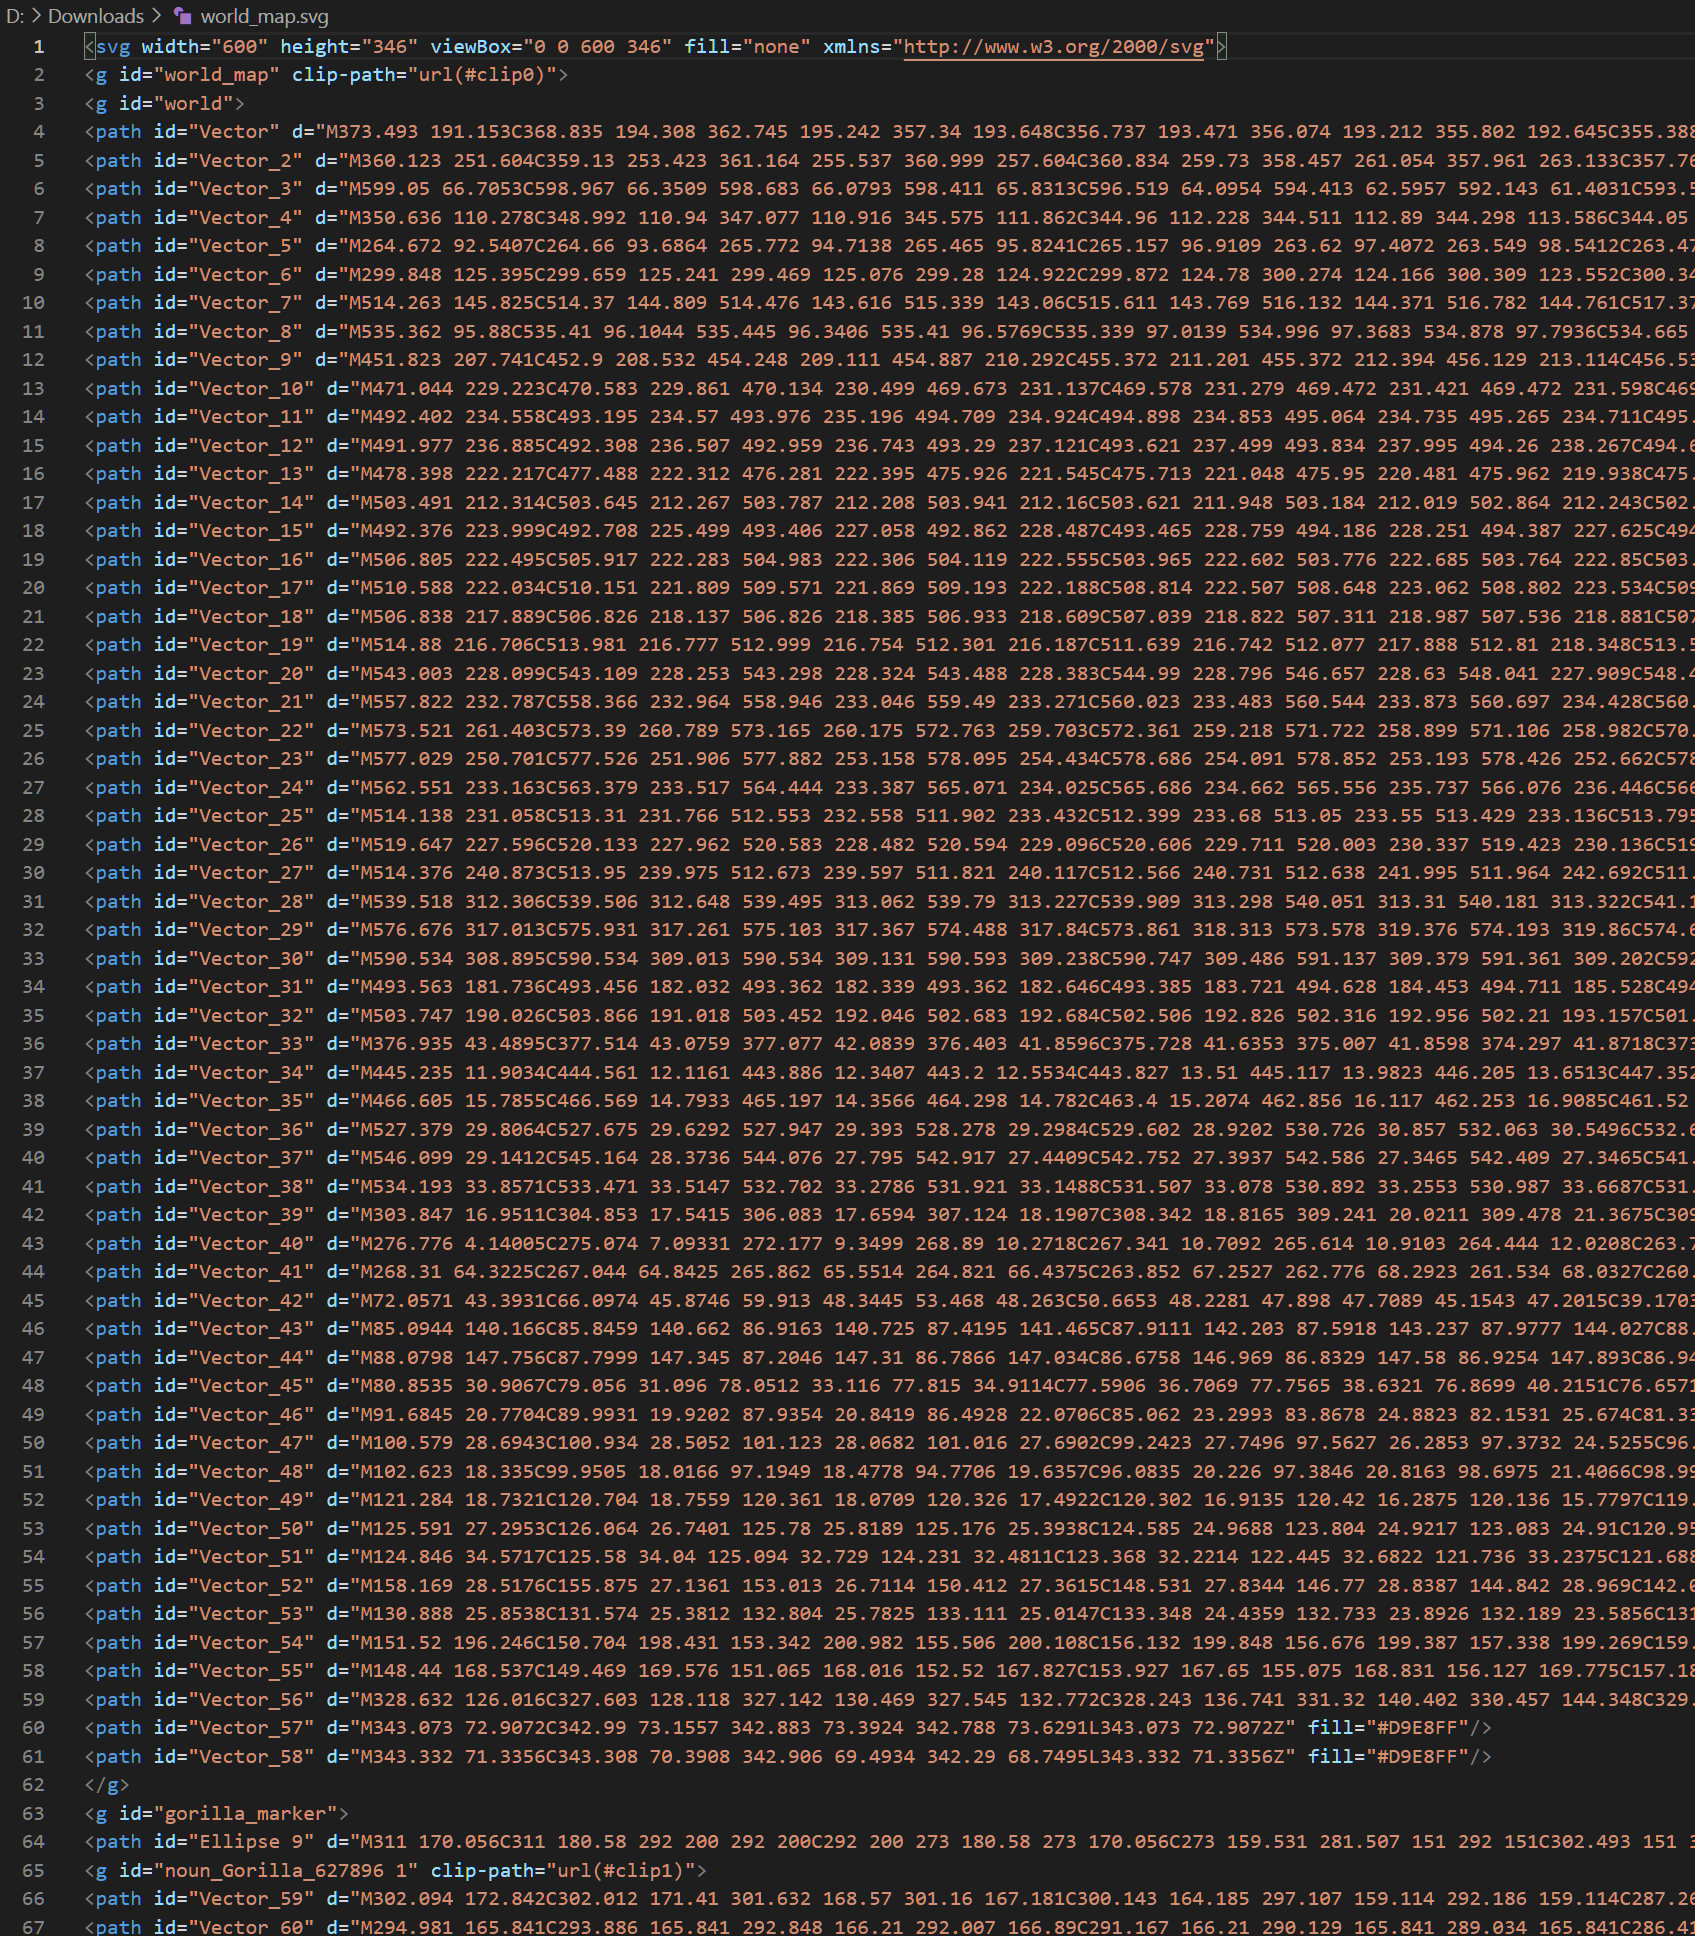 D: > Downloads > world_map.svg
1 <svg width="600" height="346" viewBox="0 0 600 346" fill="none" xmlns="http://www.w3.org/2000/svg">
2 <g id="world_map" clip-path="url(#clip0)">
3 <g id="world">
4 <path id="Vector" d="M373.493 191.153C368.835 194.308 362.745 195.242 357.34 193.648C356.737 193.471 356.074 193.212 355.802 192.645C355.388
5 <path id="Vector_2" d="M360.123 251.604C359.13 253.423 361.164 255.537 360.999 257.604C360.834 259.73 358.457 261.054 357.961 263.133C357.76
6 <path id="Vector_3" d="M599.05 66.7053C598.967 66.3509 598.683 66.0793 598.411 65.8313C596.519 64.0954 594.413 62.5957 592.143 61.4031C593.5
7 <path id="Vector_4" d="M350.636 110.278C348.992 110.94 347.077 110.916 345.575 111.862C344.96 112.228 344.511 112.89 344.298 113.586C344.05
8 <path id="Vector_5" d="M264.672 92.5407C264.66 93.6864 265.772 94.7138 265.465 95.8241C265.157 96.9109 263.62 97.4072 263.549 98.5412C263.47
9 <path id="Vector_6" d="M299.848 125.395C299.659 125.241 299.469 125.076 299.28 124.922C299.872 124.78 300.274 124.166 300.309 123.552C300.34
10 <path id="Vector_7" d="M514.263 145.825C514.37 144.809 514.476 143.616 515.339 143.06C515.611 143.769 516.132 144.371 516.782 144.761C517.37
11 <path id="Vector_8" d="M535.362 95.88C535.41 96.1044 535.445 96.3406 535.41 96.5769C535.339 97.0139 534.996 97.3683 534.878 97.7936C534.665
12 <path id="Vector_9" d="M451.823 207.741C452.9 208.532 454.248 209.111 454.887 210.292C455.372 211.201 455.372 212.394 456.129 213.114C456.53
13 <path id="Vector_10" d="M471.044 229.223C470.583 229.861 470.134 230.499 469.673 231.137C469.578 231.279 469.472 231.421 469.472 231.598C469
14 <path id="Vector_11" d="M492.402 234.558C493.195 234.57 493.976 235.196 494.709 234.924C494.898 234.853 495.064 234.735 495.265 234.711C495.
15 <path id="Vector_12" d="M491.977 236.885C492.308 236.507 492.959 236.743 493.29 237.121C493.621 237.499 493.834 237.995 494.26 238.267C494.6
16 <path id="Vector_13" d="M478.398 222.217C477.488 222.312 476.281 222.395 475.926 221.545C475.713 221.048 475.95 220.481 475.962 219.938C475.
17 <path id="Vector_14" d="M503.491 212.314C503.645 212.267 503.787 212.208 503.941 212.16C503.621 211.948 503.184 212.019 502.864 212.243C502.
18 <path id="Vector_15" d="M492.376 223.999C492.708 225.499 493.406 227.058 492.862 228.487C493.465 228.759 494.186 228.251 494.387 227.625C494
19 <path id="Vector_16" d="M506.805 222.495C505.917 222.283 504.983 222.306 504.119 222.555C503.965 222.602 503.776 222.685 503.764 222.85C503.
20 <path id="Vector_17" d="M510.588 222.034C510.151 221.809 509.571 221.869 509.193 222.188C508.814 222.507 508.648 223.062 508.802 223.534C509
21 <path id="Vector_18" d="M506.838 217.889C506.826 218.137 506.826 218.385 506.933 218.609C507.039 218.822 507.311 218.987 507.536 218.881C507
22 <path id="Vector_19" d="M514.88 216.706C513.981 216.777 512.999 216.754 512.301 216.187C511.639 216.742 512.077 217.888 512.81 218.348C513.5
23 <path id="Vector_20" d="M543.003 228.099C543.109 228.253 543.298 228.324 543.488 228.383C544.99 228.796 546.657 228.63 548.041 227.909C548.4
24 <path id="Vector_21" d="M557.822 232.787C558.366 232.964 558.946 233.046 559.49 233.271C560.023 233.483 560.544 233.873 560.697 234.428C560.
25 <path id="Vector_22" d="M573.521 261.403C573.39 260.789 573.165 260.175 572.763 259.703C572.361 259.218 571.722 258.899 571.106 258.982C570.
26 <path id="Vector_23" d="M577.029 250.701C577.526 251.906 577.882 253.158 578.095 254.434C578.686 254.091 578.852 253.193 578.426 252.662C578
27 <path id="Vector_24" d="M562.551 233.163C563.379 233.517 564.444 233.387 565.071 234.025C565.686 234.662 565.556 235.737 566.076 236.446C566
28 <path id="Vector_25" d="M514.138 231.058C513.31 231.766 512.553 232.558 511.902 233.432C512.399 233.68 513.05 233.55 513.429 233.136C513.795
29 <path id="Vector_26" d="M519.647 227.596C520.133 227.962 520.583 228.482 520.594 229.096C520.606 229.711 520.003 230.337 519.423 230.136C519
30 <path id="Vector_27" d="M514.376 240.873C513.95 239.975 512.673 239.597 511.821 240.117C512.566 240.731 512.638 241.995 511.964 242.692C511.
31 <path id="Vector_28" d="M539.518 312.306C539.506 312.648 539.495 313.062 539.79 313.227C539.909 313.298 540.051 313.31 540.181 313.322C541.1
32 <path id="Vector_29" d="M576.676 317.013C575.931 317.261 575.103 317.367 574.488 317.84C573.861 318.313 573.578 319.376 574.193 319.86C574.6
33 <path id="Vector_30" d="M590.534 308.895C590.534 309.013 590.534 309.131 590.593 309.238C590.747 309.486 591.137 309.379 591.361 309.202C592
34 <path id="Vector_31" d="M493.563 181.736C493.456 182.032 493.362 182.339 493.362 182.646C493.385 183.721 494.628 184.453 494.711 185.528C494
35 <path id="Vector_32" d="M503.747 190.026C503.866 191.018 503.452 192.046 502.683 192.684C502.506 192.826 502.316 192.956 502.21 193.157C501.
36 <path id="Vector_33" d="M376.935 43.4895C377.514 43.0759 377.077 42.0839 376.403 41.8596C375.728 41.6353 375.007 41.8598 374.297 41.8718C373
37 <path id="Vector_34" d="M445.235 11.9034C444.561 12.1161 443.886 12.3407 443.2 12.5534C443.827 13.51 445.117 13.9823 446.205 13.6513C447.352
38 <path id="Vector_35" d="M466.605 15.7855C466.569 14.7933 465.197 14.3566 464.298 14.782C463.4 15.2074 462.856 16.117 462.253 16.9085C461.52
39 <path id="Vector_36" d="M527.379 29.8064C527.675 29.6292 527.947 29.393 528.278 29.2984C529.602 28.9202 530.726 30.857 532.063 30.5496C532.6
40 <path id="Vector_37" d="M546.099 29.1412C545.164 28.3736 544.076 27.795 542.917 27.4409C542.752 27.3937 542.586 27.3465 542.409 27.3465C541.
41 <path id="Vector_38" d="M534.193 33.8571C533.471 33.5147 532.702 33.2786 531.921 33.1488C531.507 33.078 530.892 33.2553 530.987 33.6687C531.
42 <path id="Vector_39" d="M303.847 16.9511C304.853 17.5415 306.083 17.6594 307.124 18.1907C308.342 18.8165 309.241 20.0211 309.478 21.3675C309
43 <path id="Vector_40" d="M276.776 4.14005C275.074 7.09331 272.177 9.3499 268.89 10.2718C267.341 10.7092 265.614 10.9103 264.444 12.0208C263.7
44 <path id="Vector_41" d="M268.31 64.3225C267.044 64.8425 265.862 65.5514 264.821 66.4375C263.852 67.2527 262.776 68.2923 261.534 68.0327C260.
45 <path id="Vector_42" d="M72.0571 43.3931C66.0974 45.8746 59.913 48.3445 53.468 48.263C50.6653 48.2281 47.898 47.7089 45.1543 47.2015C39.1703
46 <path id="Vector_43" d="M85.0944 140.166C85.8459 140.662 86.9163 140.725 87.4195 141.465C87.9111 142.203 87.5918 143.237 87.9777 144.027C88.
47 <path id="Vector_44" d="M88.0798 147.756C87.7999 147.345 87.2046 147.31 86.7866 147.034C86.6758 146.969 86.8329 147.58 86.9254 147.893C86.94
48 <path id="Vector_45" d="M80.8535 30.9067C79.056 31.096 78.0512 33.116 77.815 34.9114C77.5906 36.7069 77.7565 38.6321 76.8699 40.2151C76.6571
49 <path id="Vector_46" d="M91.6845 20.7704C89.9931 19.9202 87.9354 20.8419 86.4928 22.0706C85.062 23.2993 83.8678 24.8823 82.1531 25.674C81.33
50 <path id="Vector_47" d="M100.579 28.6943C100.934 28.5052 101.123 28.0682 101.016 27.6902C99.2423 27.7496 97.5627 26.2853 97.3732 24.5255C96.
51 <path id="Vector_48" d="M102.623 18.335C99.9505 18.0166 97.1949 18.4778 94.7706 19.6357C96.0835 20.226 97.3846 20.8163 98.6975 21.4066C98.99
52 <path id="Vector_49" d="M121.284 18.7321C120.704 18.7559 120.361 18.0709 120.326 17.4922C120.302 16.9135 120.42 16.2875 120.136 15.7797C119.
53 <path id="Vector_50" d="M125.591 27.2953C126.064 26.7401 125.78 25.8189 125.176 25.3938C124.585 24.9688 123.804 24.9217 123.083 24.91C120.95
54 <path id="Vector_51" d="M124.846 34.5717C125.58 34.04 125.094 32.729 124.231 32.4811C123.368 32.2214 122.445 32.6822 121.736 33.2375C121.688
55 <path id="Vector_52" d="M158.169 28.5176C155.875 27.1361 153.013 26.7114 150.412 27.3615C148.531 27.8344 146.77 28.8387 144.842 28.969C142.0
56 <path id="Vector_53" d="M130.888 25.8538C131.574 25.3812 132.804 25.7825 133.111 25.0147C133.348 24.4359 132.733 23.8926 132.189 23.5856C131
57 <path id="Vector_54" d="M151.52 196.246C150.704 198.431 153.342 200.982 155.506 200.108C156.132 199.848 156.676 199.387 157.338 199.269C159.
58 <path id="Vector_55" d="M148.44 168.537C149.469 169.576 151.065 168.016 152.52 167.827C153.927 167.65 155.075 168.831 156.127 169.775C157.18
59 <path id="Vector_56" d="M328.632 126.016C327.603 128.118 327.142 130.469 327.545 132.772C328.243 136.741 331.32 140.402 330.457 144.348C329.
60 <path id="Vector_57" d="M343.073 72.9072C342.99 73.1557 342.883 73.3924 342.788 73.6291L343.073 72.9072Z" fill="#D9E8FF"/>
61 <path id="Vector_58" d="M343.332 71.3356C343.308 70.3908 342.906 69.4934 342.29 68.7495L343.332 71.3356Z" fill="#D9E8FF"/>
62 </g>
63 <g id="gorilla_marker">
64 <path id="Ellipse 9" d="M311 170.056C311 180.58 292 200 292 200C292 200 273 180.58 273 170.056C273 159.531 281.507 151 292 151C302.493 151 3
65 <g id="noun_Gorilla_627896 1" clip-path="url(#clip1)">
66 <path id="Vector_59" d="M302.094 172.842C302.012 171.41 301.632 168.57 301.16 167.181C300.143 164.185 297.107 159.114 292.186 159.114C287.26
67 <path id="Vector_60" d="M294.981 165.841C293.886 165.841 292.848 166.21 292.007 166.89C291.167 166.21 290.129 165.841 289.034 165.841C286.41